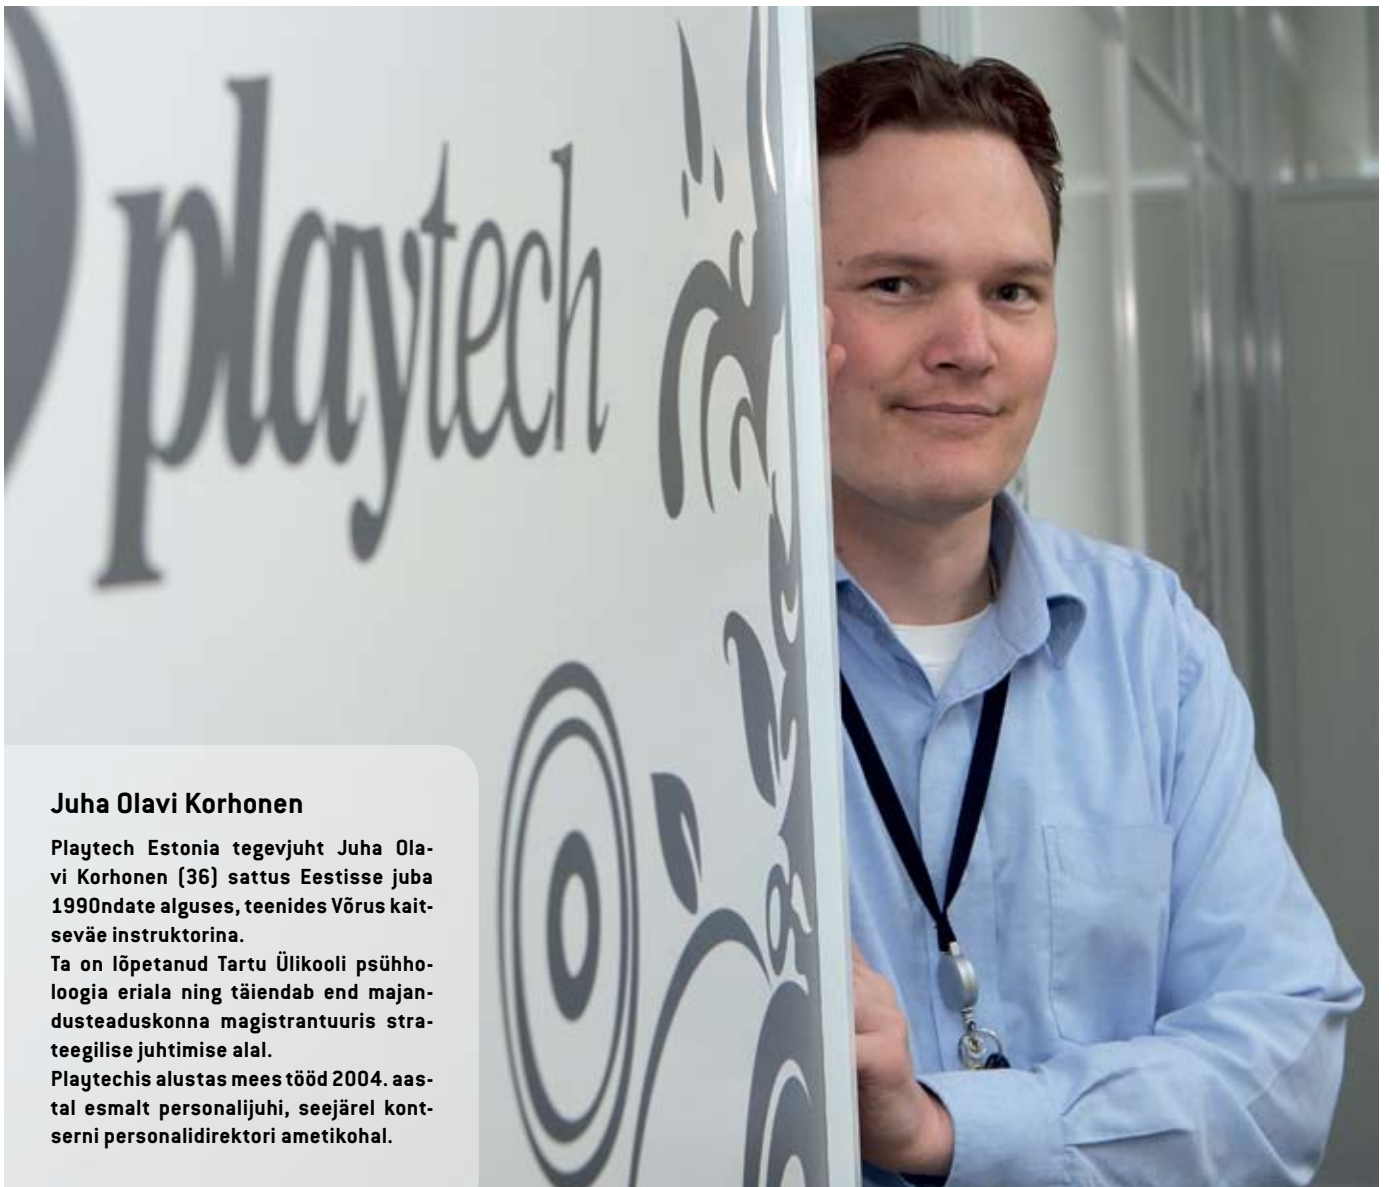 playtech
Juha Olavi Korhonen
Playtech Estonia tegevjuht Juha Ola-
vi Korhonen (36) sattus Eestisse juba
1990ndate alguses, teenides Võrus kait-
seväe instruktorina.
Ta on lõpetanud Tartu Ülikooli psühho-
loogia eriala ning täiendab end majan-
dusteaduskonna magistrantuuris stra-
teegilise juhtimise alal.
Playtechis alustas mees tööd 2004. aas-
tal esmalt personalijuhi, seejärel kont-
serni personalidirektori ametikohal.